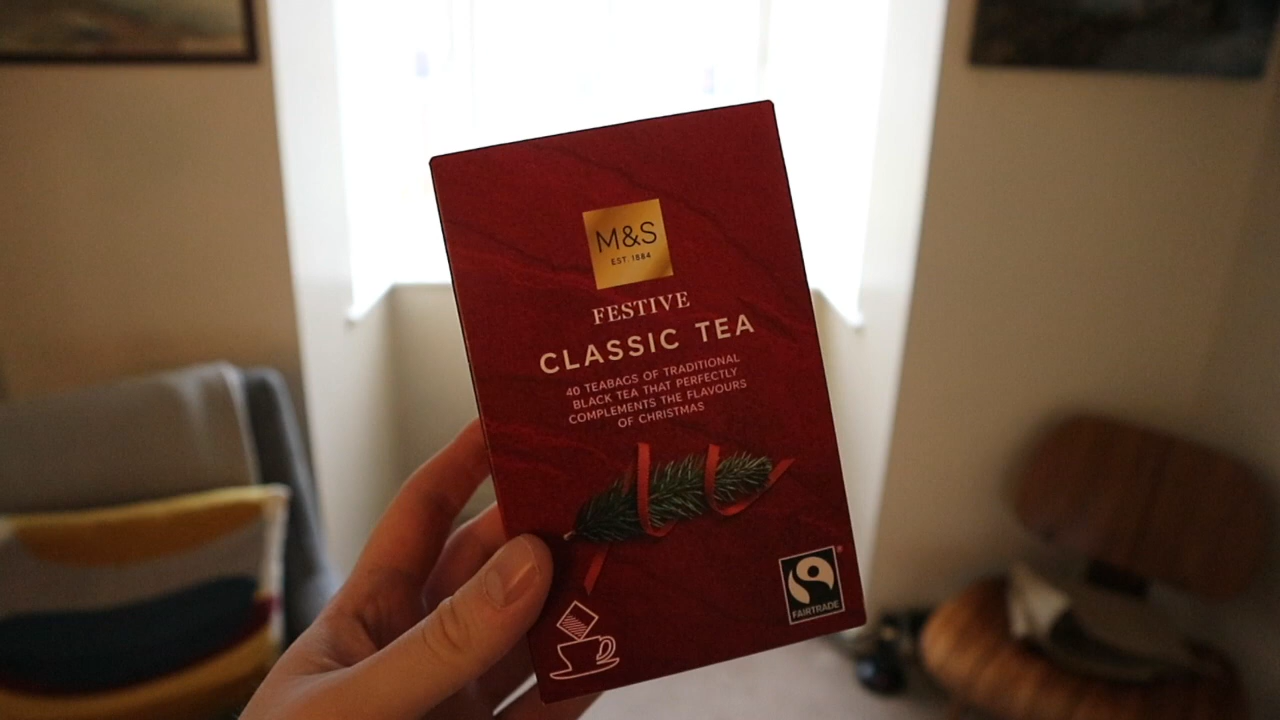 M&S
EST. 1884
FESTIVE
CLASSIC TEA
40 TEABAGS OF TRADITIONAL
BLACK TEA THAT PERFECTLY
COMPLEMENTS THE FLAVOURS
OF CHRISTMAS
FAIRTRADE